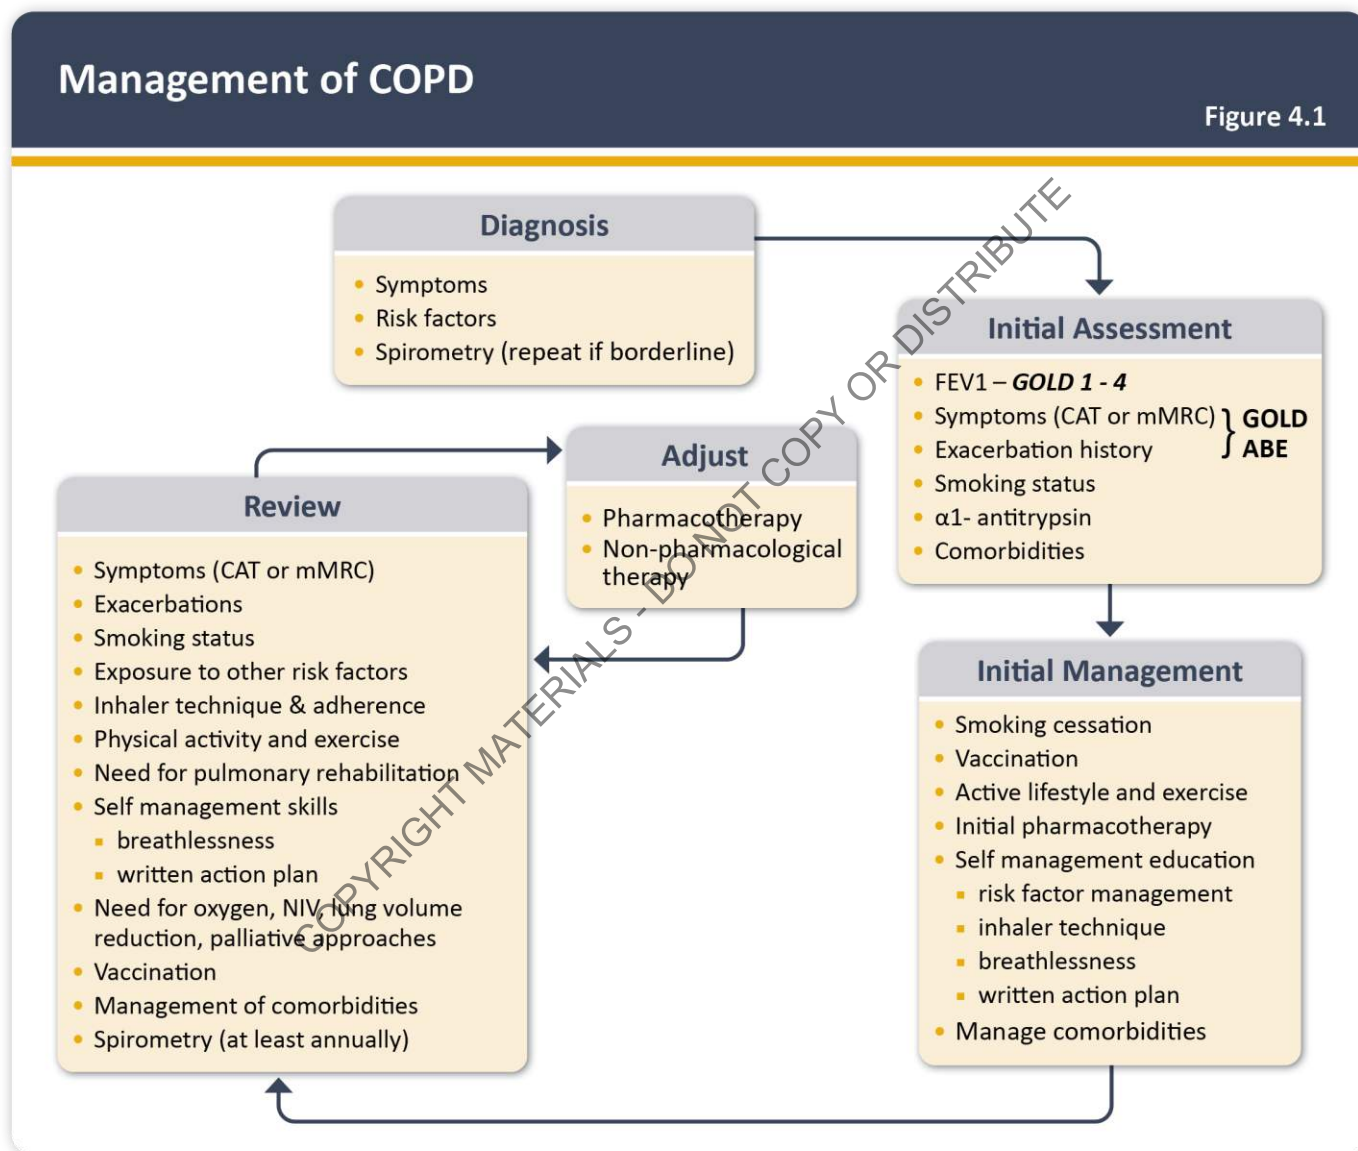 Management of COPD
Figure 4.1
Diagnosis
• Symptoms
• Risk factors
• Spirometry (repeat if borderline)
Initial Assessment
• FEV1 – GOLD 1 - 4
• Symptoms (CAT or mMRC) } GOLD
• Exacerbation history ABE
• Smoking status
• α1- antitrypsin
• Comorbidities
Initial Management
• Smoking cessation
• Vaccination
• Active lifestyle and exercise
• Initial pharmacotherapy
• Self management education
▪ risk factor management
▪ inhaler technique
▪ breathlessness
▪ written action plan
• Manage comorbidities
Review
• Symptoms (CAT or mMRC)
• Exacerbations
• Smoking status
• Exposure to other risk factors
• Inhaler technique & adherence
• Physical activity and exercise
• Need for pulmonary rehabilitation
• Self management skills
▪ breathlessness
▪ written action plan
• Need for oxygen, NIV, lung volume
reduction, palliative approaches
• Vaccination
• Management of comorbidities
• Spirometry (at least annually)
Adjust
• Pharmacotherapy
• Non-pharmacological
therapy
COPYRIGHT MATERIALS - DO NOT COPY OR DISTRIBUTE